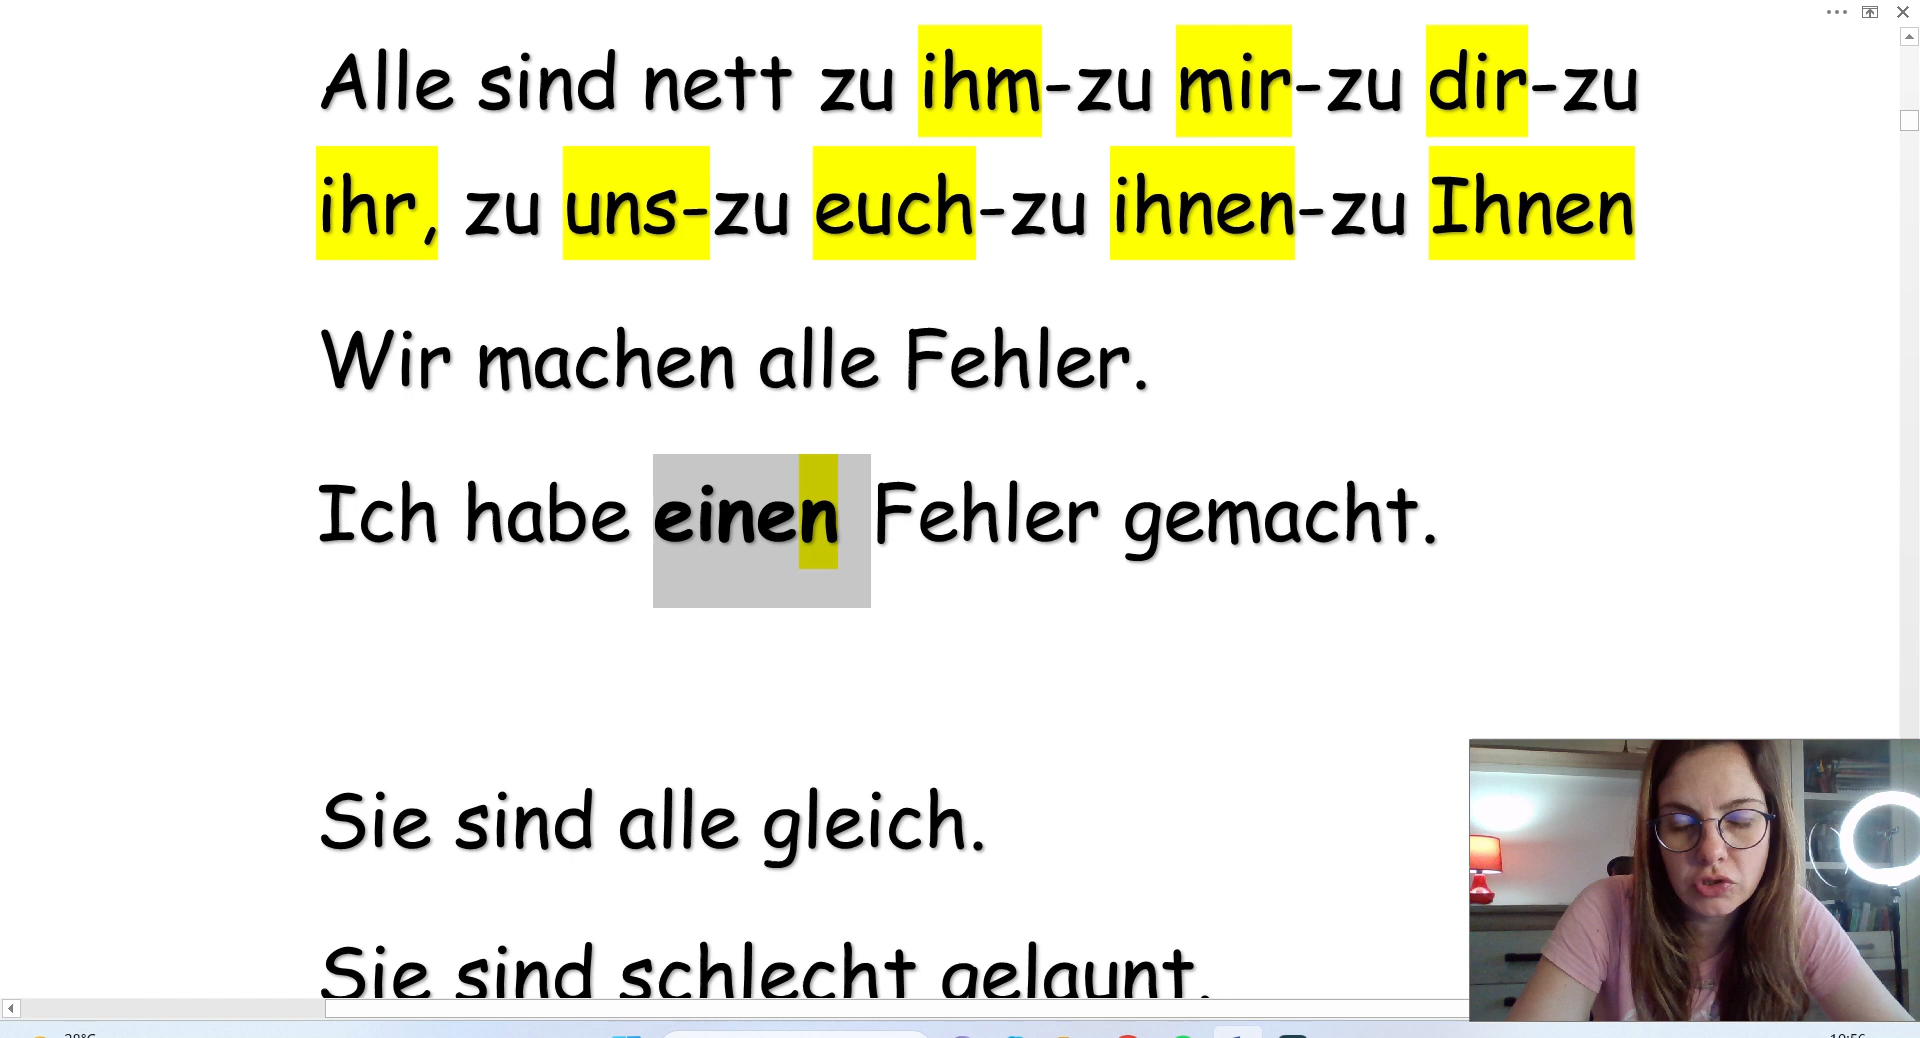 Alle sind nett zu ihm-zu mir-zu dir-zu
ihr, zu uns-zu euch-zu ihnen-zu Ihnen
Wir machen alle Fehler.
Ich habe einen Fehler gemacht.
Sie sind alle gleich.
Sie sind schlecht gelaunt.